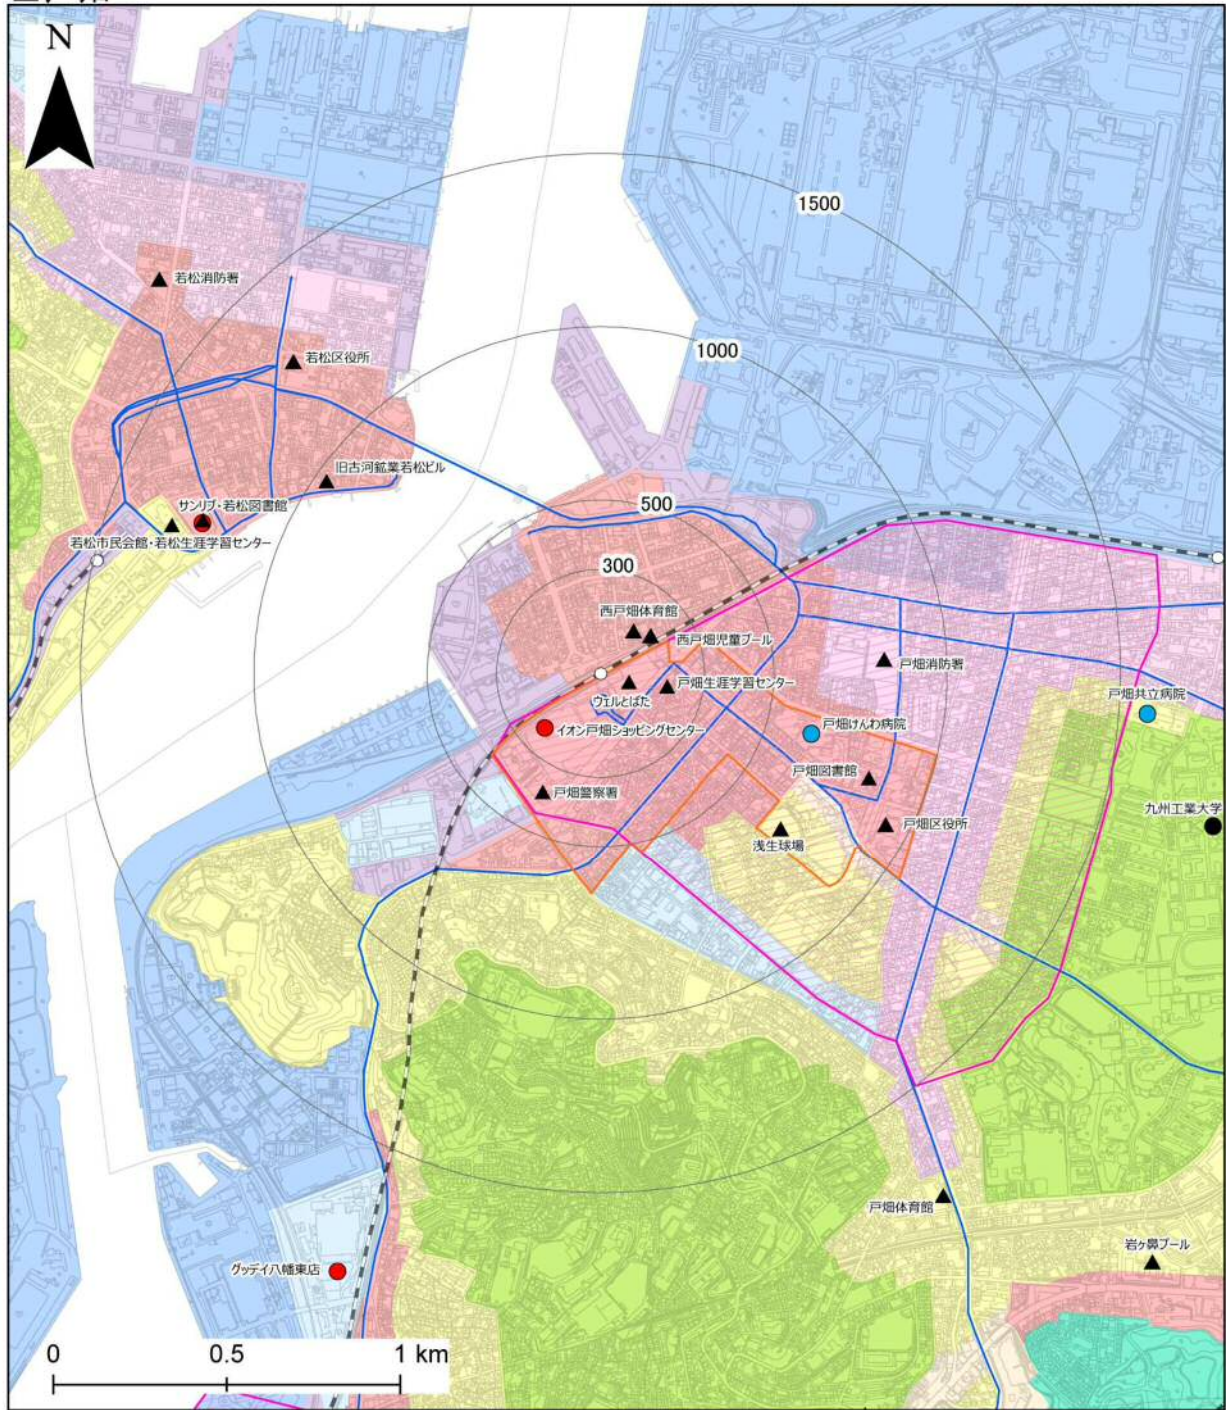 N
1500
若松消防署
1000
若松区役所
旧古河鉱業若松ビル
500
サンリブ・若松図書館
若松市民会館・若松生涯学習センター
300
西戸畑体育館
西戸畑児童プール
戸畑消防署
戸畑生涯学習センター
戸畑共立病院
ウェルとばた
戸畑けんわ病院
イオン戸畑ショッピングセンター
戸畑図書館
戸畑警察署
九州工業大学
戸畑区役所
浅生球場
戸畑体育館
岩ヶ鼻プール
グッデイ八幡東店
0 0.5 1 km